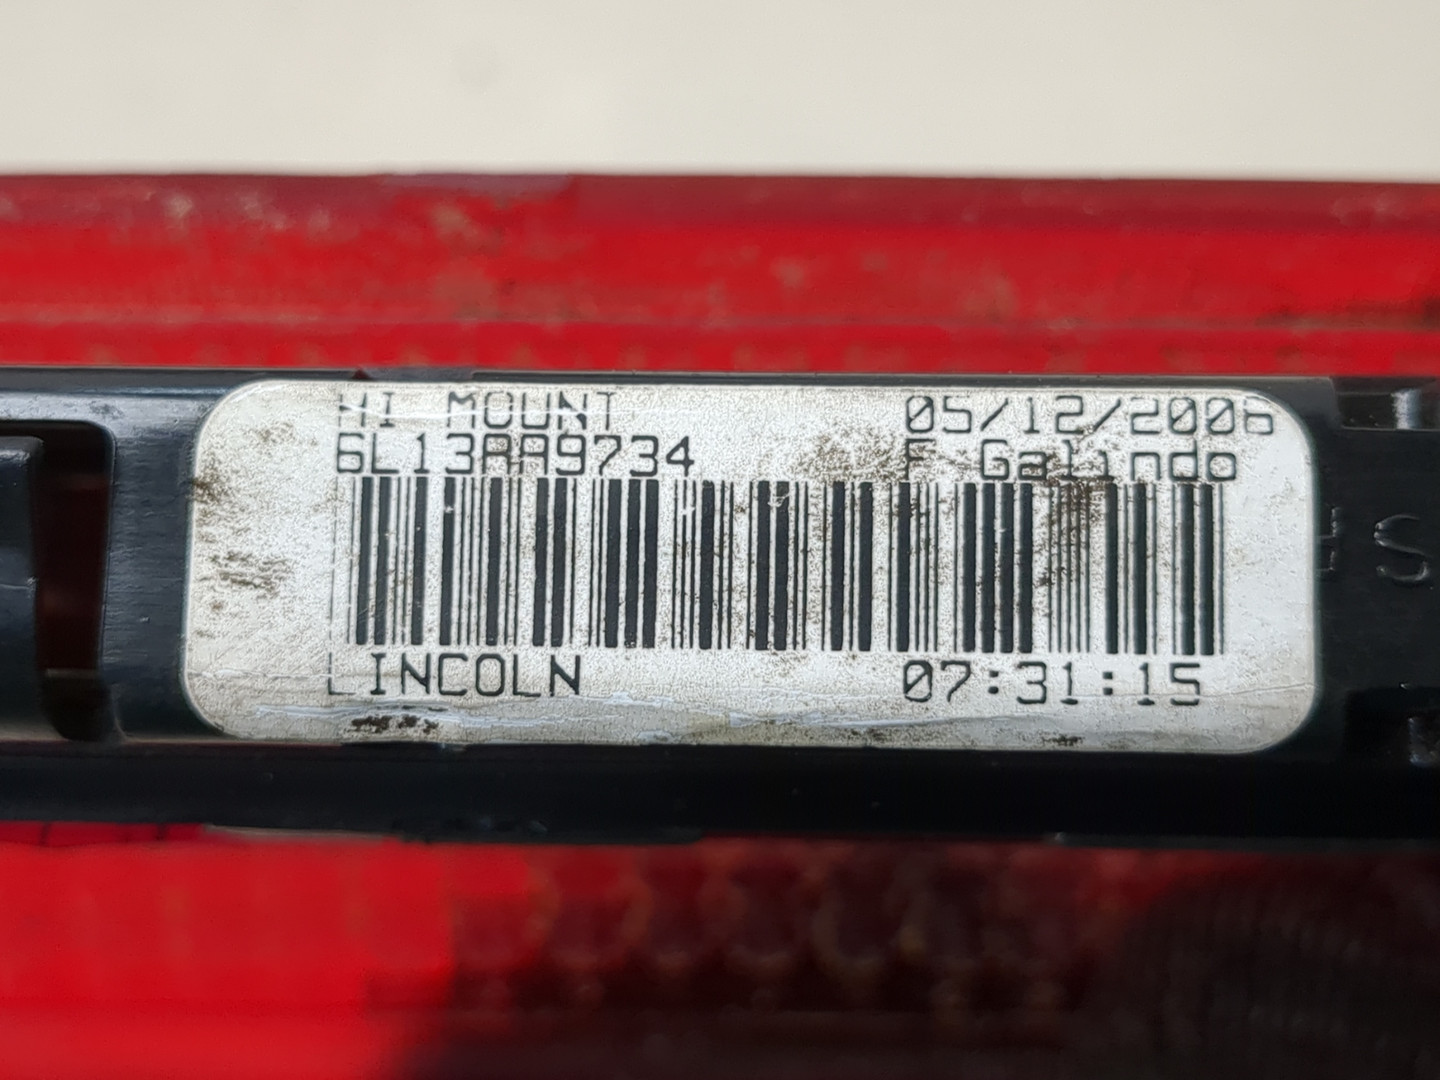 HI MOUNT 05/12/2006
6L13AA9734 F Galindo
LINCOLN 07:31:15